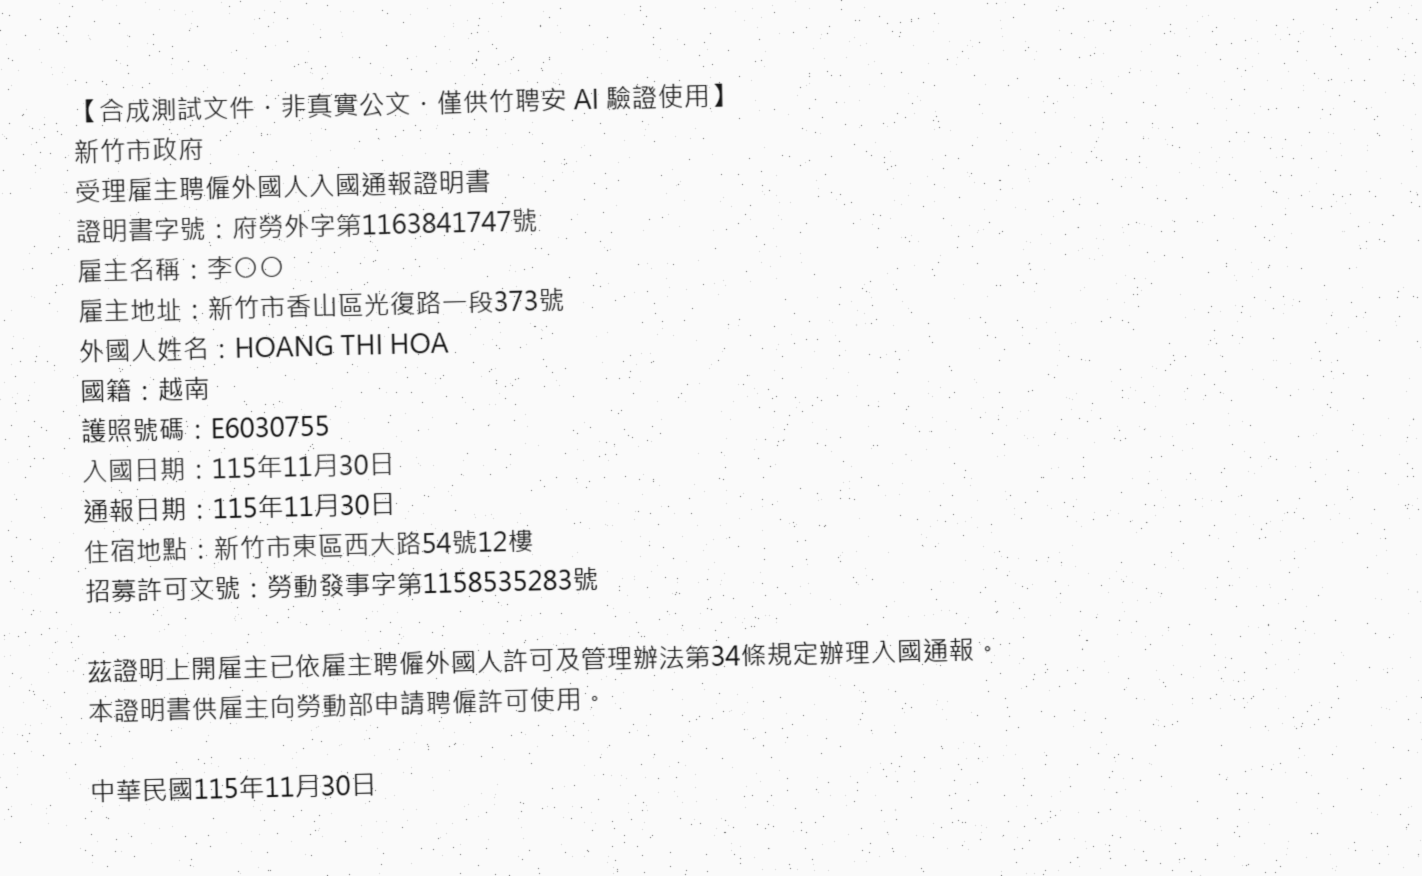 【合成測試文件．非真實公文．僅供竹聘安 AI 驗證使用】
新竹市政府
受理雇主聘僱外國人入國通報證明書
證明書字號：府勞外字第1163841747號
雇主名稱：李〇〇
雇主地址：新竹市香山區光復路一段373號
外國人姓名：HOANG THI HOA
國籍：越南
護照號碼：E6030755
入國日期：115年11月30日
通報日期：115年11月30日
住宿地點：新竹市東區西大路54號12樓
招募許可文號：勞動發事字第1158535283號
茲證明上開雇主已依雇主聘僱外國人許可及管理辦法第34條規定辦理入國通報。
本證明書供雇主向勞動部申請聘僱許可使用。
中華民國115年11月30日